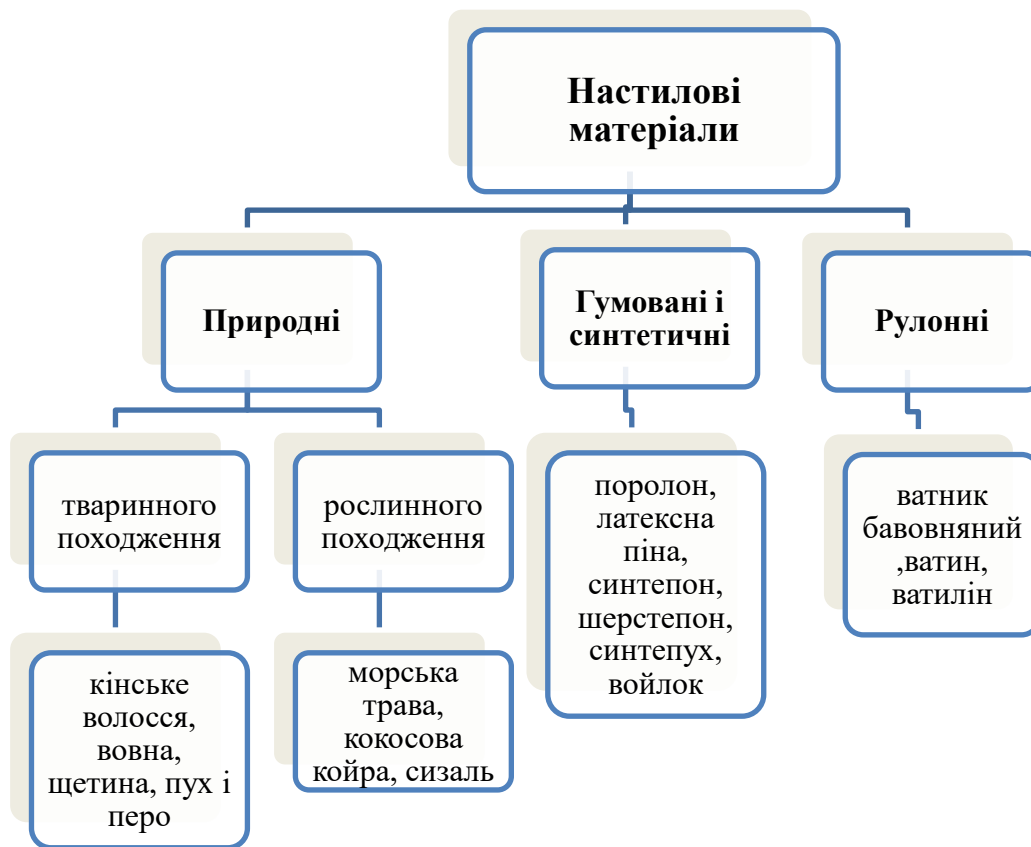 Настилові
матеріали
Природні
Гумовані і
синтетичні
Рулонні
тваринного
походження
рослинного
походження
поролон,
латексна
піна,
синтепон,
шерстепон,
синтепух,
войлок
ватник
бавовняний
,ватин,
ватилін
кінське
волосся,
вовна,
щетина, пух і
перо
морська
трава,
кокосова
койра, сизаль